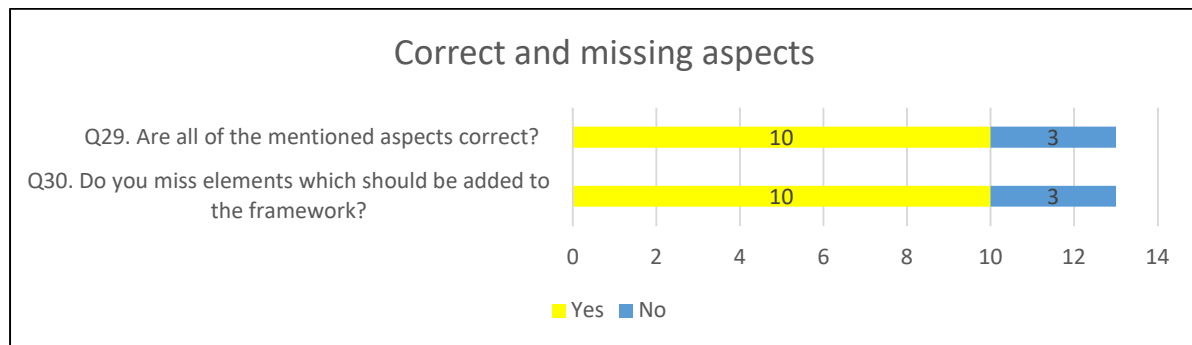 Correct and missing aspects
Q29. Are all of the mentioned aspects correct?
10
3
Q30. Do you miss elements which should be added to
the framework?
10
3
0 2 4 6 8 10 12 14
Yes No